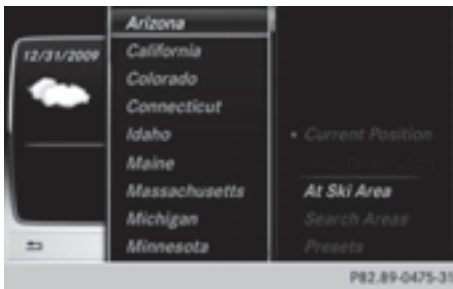 12/31/2009
Arizona
California
Colorado
Connecticut
Idaho
Maine
Massachusetts
Michigan
Minnesota
• Current Position
At Ski Area
Search Areas
Presets
P82.89-0475-31